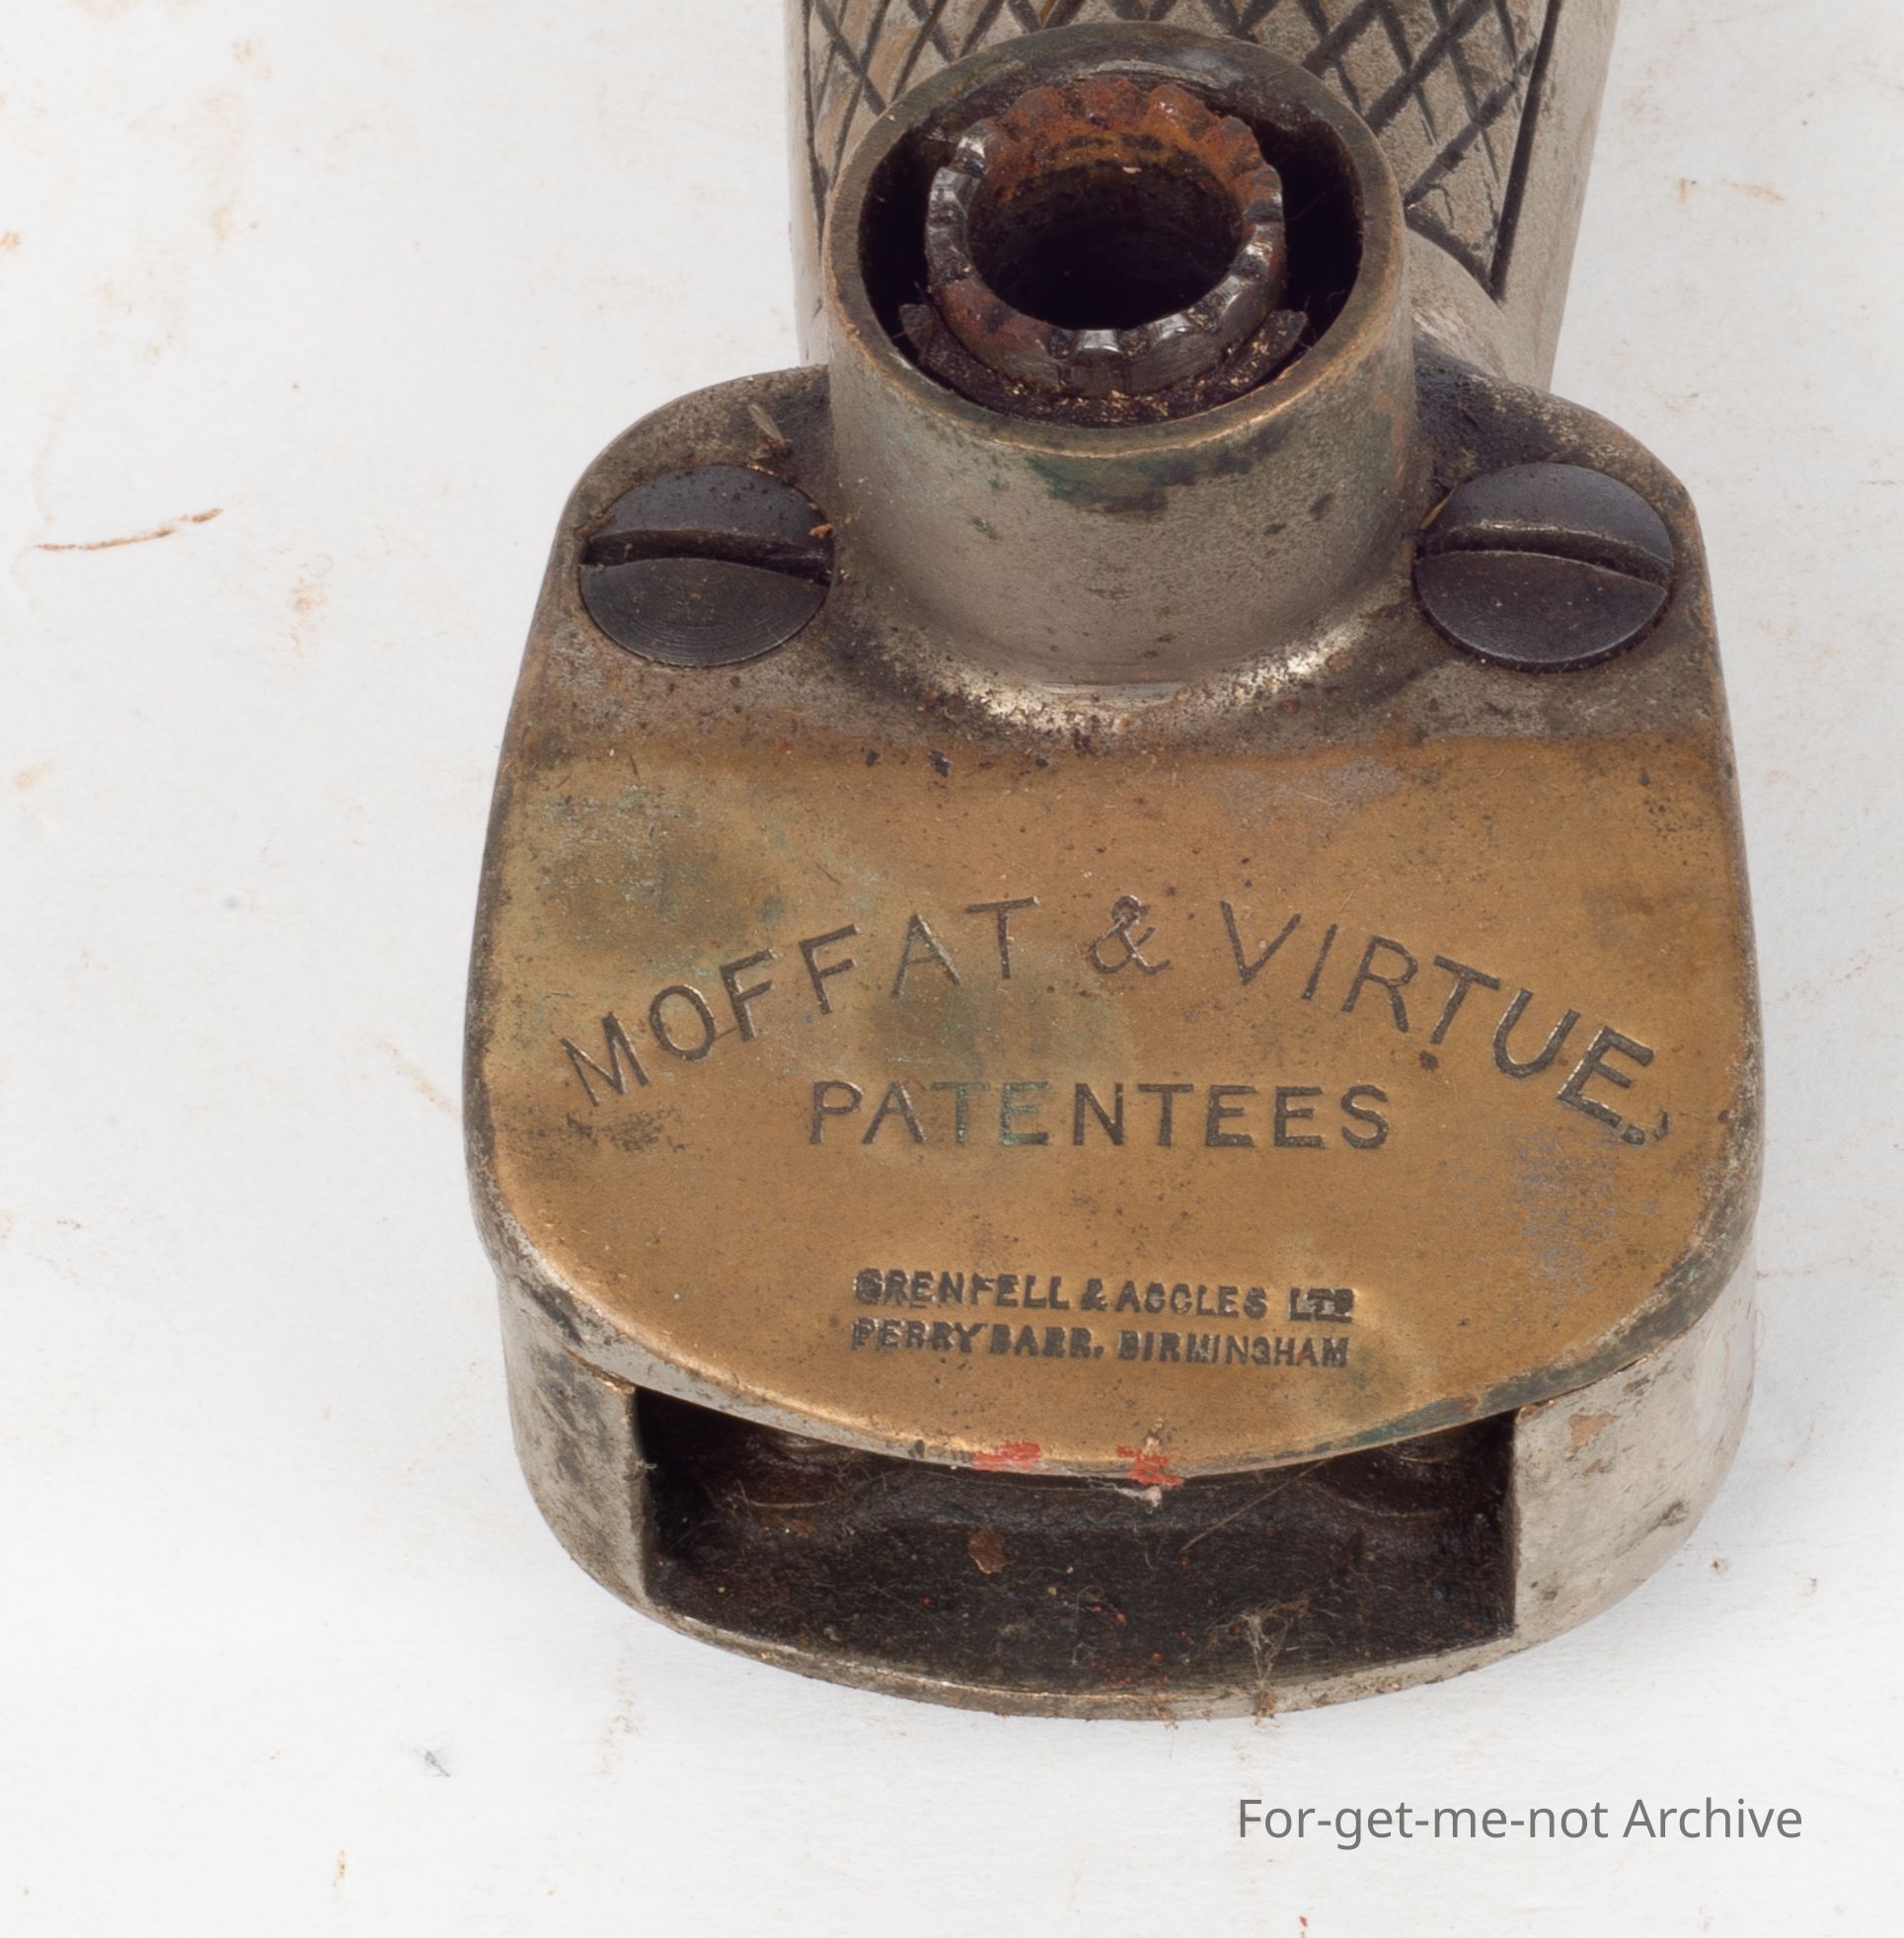 MOFFAT & VIRTUE,
PATENTEES
GRENFELL & ACCLES LTD
PERRY BARR. BIRMINGHAM
For-get-me-not Archive